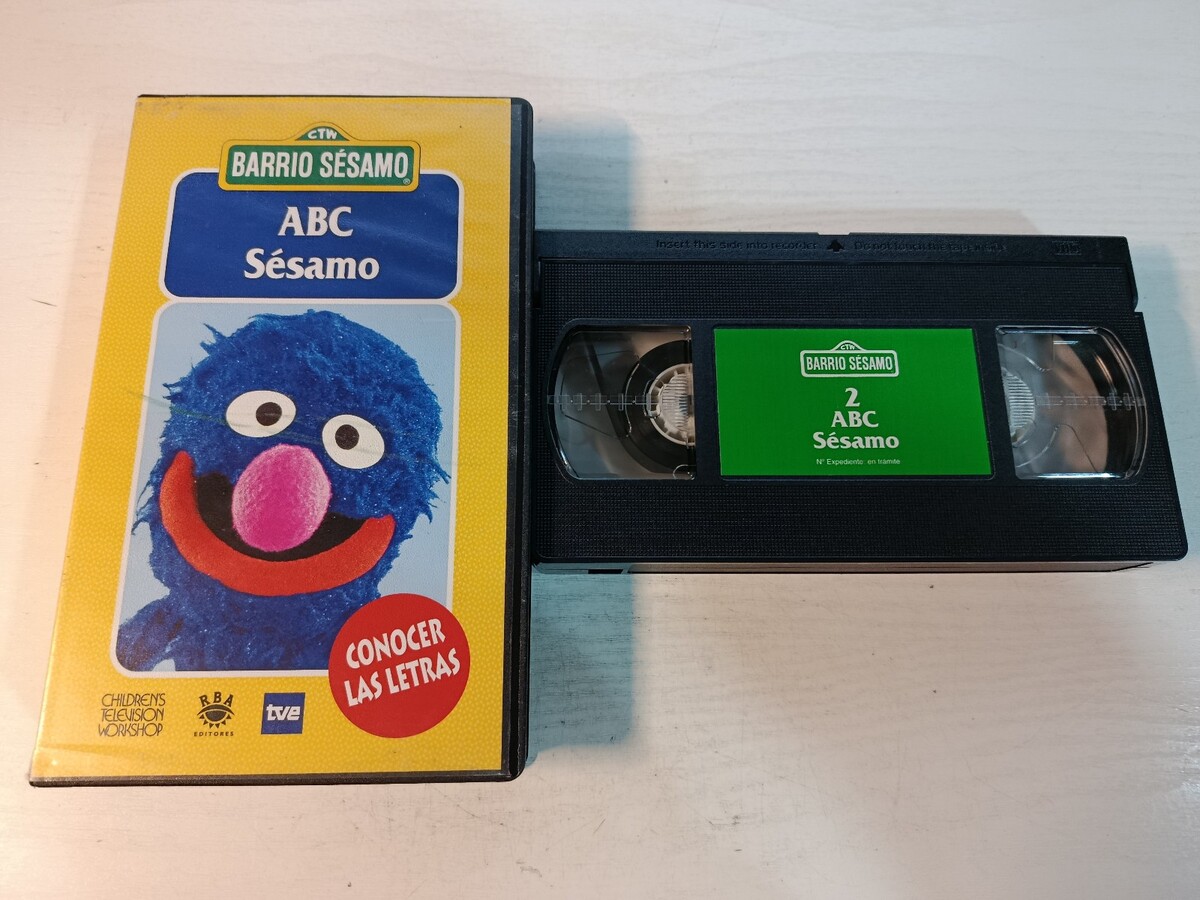 CTW
BARRIO SÉSAMO
ABC
Sésamo
CONOCER
LAS LETRAS
CHILDREN'S
TELEVISION
WORKSHOP
RBA
EDITORES
tve
Insert this side into recorder Do not touch the tape inside
VHS
CTW
BARRIO SÉSAMO
2
ABC
Sésamo
Nº Expediente: en trámite